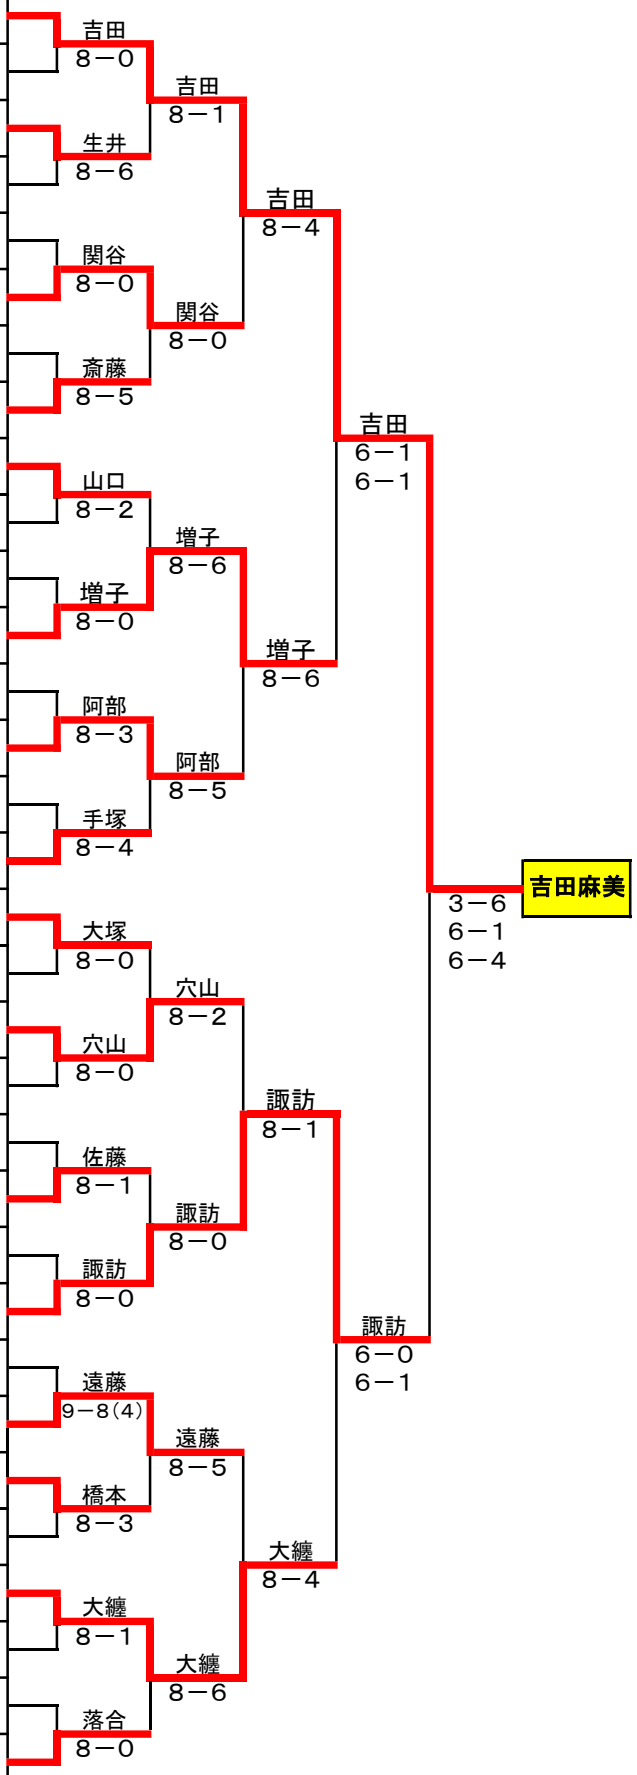 吉田
8－0
吉田
8－1
生井
8－6
吉田
8－4
関谷
8－0
関谷
8－0
斎藤
8－5
吉田
6－1
6－1
山口
8－2
増子
8－6
増子
8－0
増子
8－6
阿部
8－3
阿部
8－5
手塚
8－4
吉田麻美
3－6
6－1
6－4
大塚
8－0
穴山
8－2
穴山
8－0
諏訪
8－1
佐藤
8－1
諏訪
8－0
諏訪
8－0
諏訪
6－0
6－1
遠藤
9－8(4)
遠藤
8－5
橋本
8－3
大纏
8－4
大纏
8－1
大纏
8－6
落合
8－0